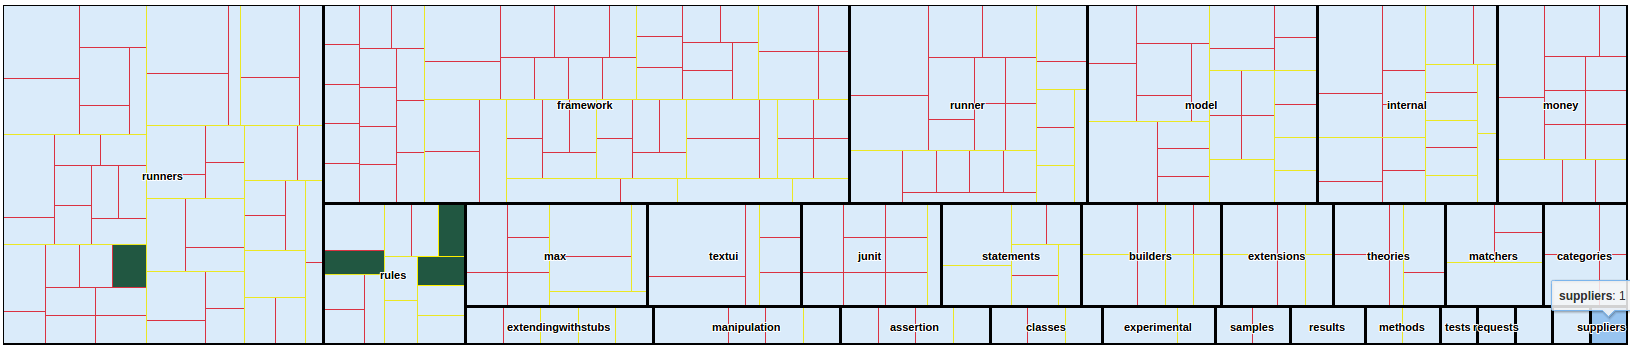 framework
runner
model
internal
money
runners
max
textui
junit
statements
builders
extensions
theories
matchers
categories
rules
suppliers: 1
extendingwithstubs
manipulation
assertion
classes
experimental
samples
results
methods
tests
requests
suppliers